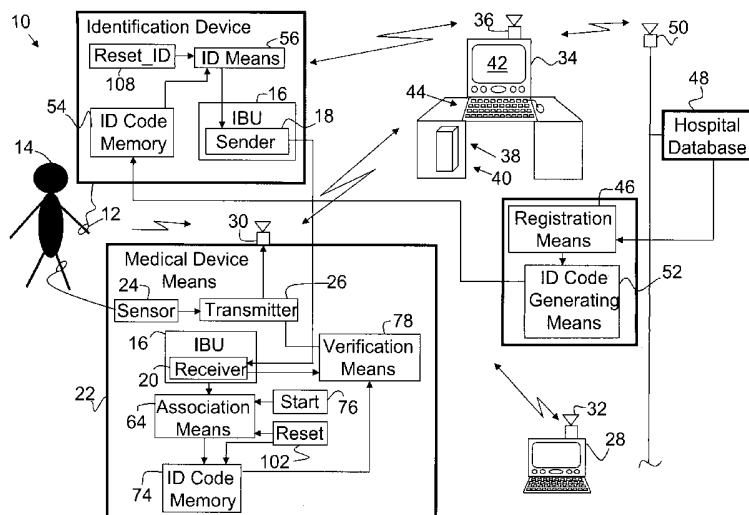 10
Identification Device
Reset_ID
108
ID Means
56
54
ID Code
Memory
16
IBU
18
Sender
14
12
36
42
34
44
38
40
50
48
Hospital
Database
46
Registration
Means
ID Code
Generating
Means
52
30
Medical Device
Means
24
Sensor
Transmitter
26
78
Verification
Means
16
IBU
20
Receiver
22
64
Association
Means
Start
76
Reset
102
74
ID Code
Memory
32
28